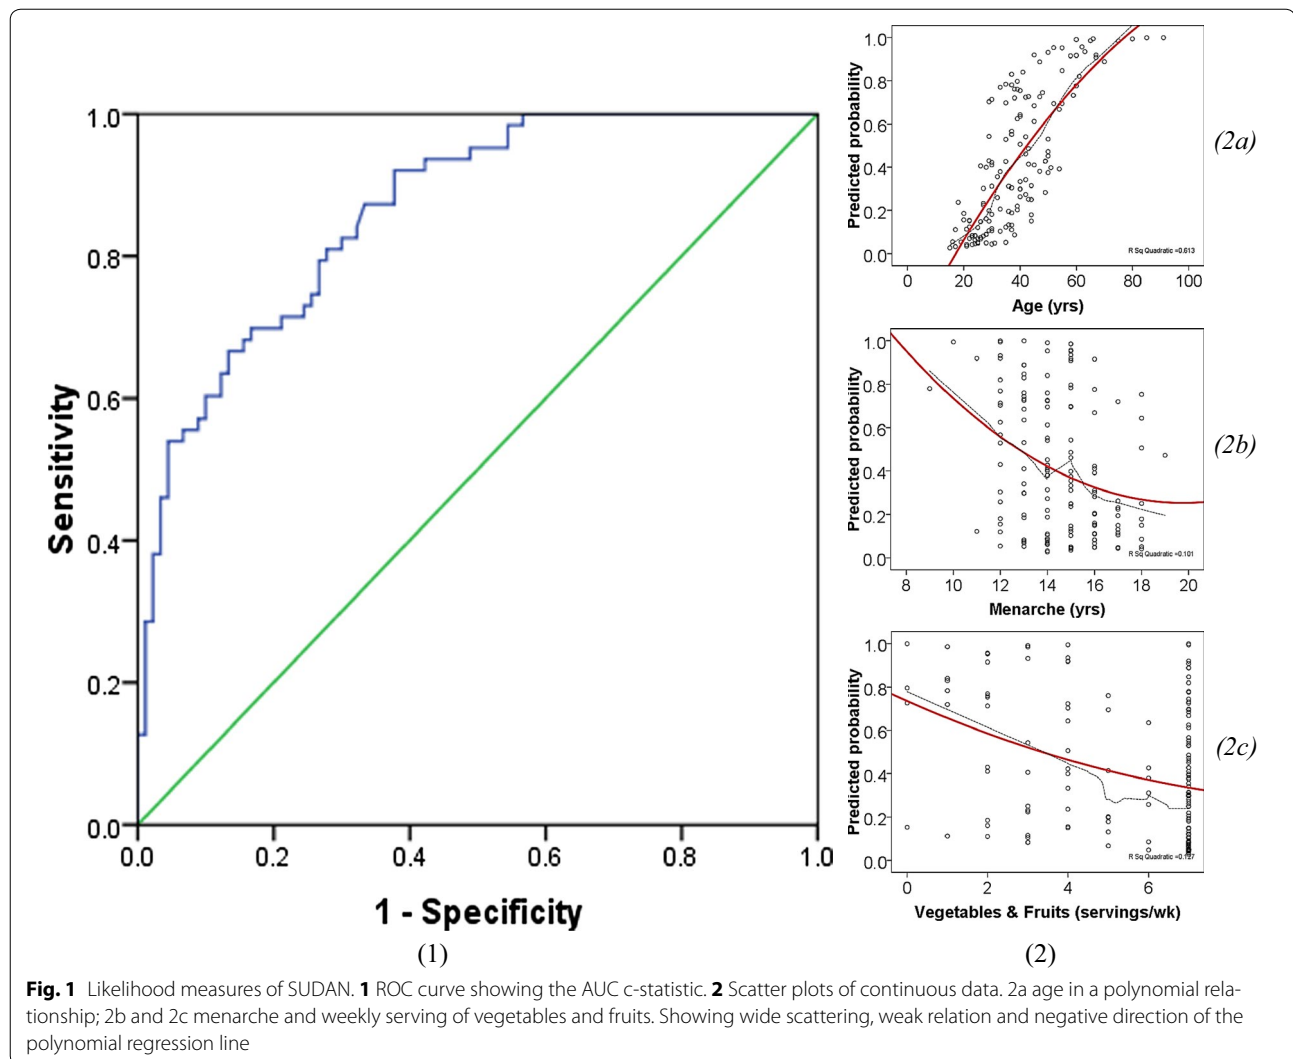 1.0
0.8
0.6
0.4
0.2
0.0
Sensitivity
0.0 0.2 0.4 0.6 0.8 1.0
1 - Specificity
(1)
1.0
0.8
0.6
0.4
0.2
0.0
Predicted probability
R Sq Quadratic =0.613
0 20 40 60 80 100
Age (yrs)
(2a)
1.0
0.8
0.6
0.4
0.2
0.0
Predicted probability
R Sq Quadratic =0.101
8 10 12 14 16 18 20
Menarche (yrs)
(2b)
1.0
0.8
0.6
0.4
0.2
0.0
Predicted probability
R Sq Quadratic =0.127
0 2 4 6
Vegetables & Fruits (servings/wk)
(2c)
(2)
Fig. 1 Likelihood measures of SUDAN. 1 ROC curve showing the AUC c-statistic. 2 Scatter plots of continuous data. 2a age in a polynomial rela-
tionship; 2b and 2c menarche and weekly serving of vegetables and fruits. Showing wide scattering, weak relation and negative direction of the
polynomial regression line